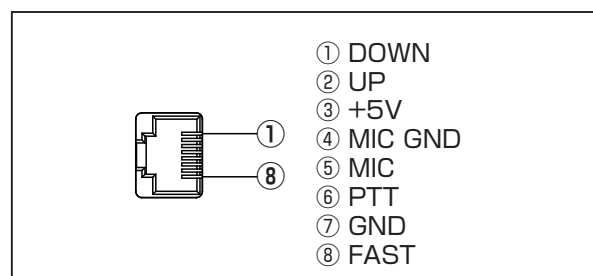 ① DOWN
② UP
③ +5V
④ MIC GND
⑤ MIC
⑥ PTT
⑦ GND
⑧ FAST
①
⑧